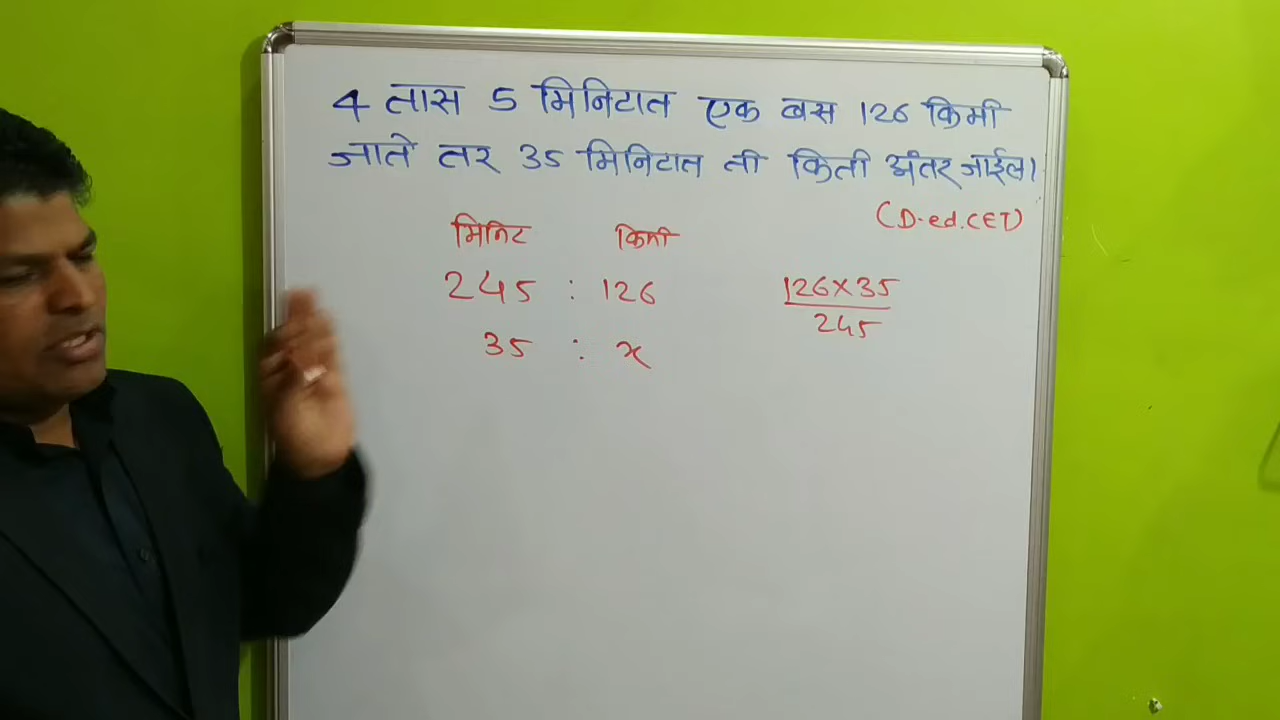 4 तास 5 मिनिटात एक बस 126 किमी
जाते तर 35 मिनिटात ती किती अंतर जाईल।
(D.ed.CET)
मिनिट किमी
245 : 126
35 : x
126×35
245